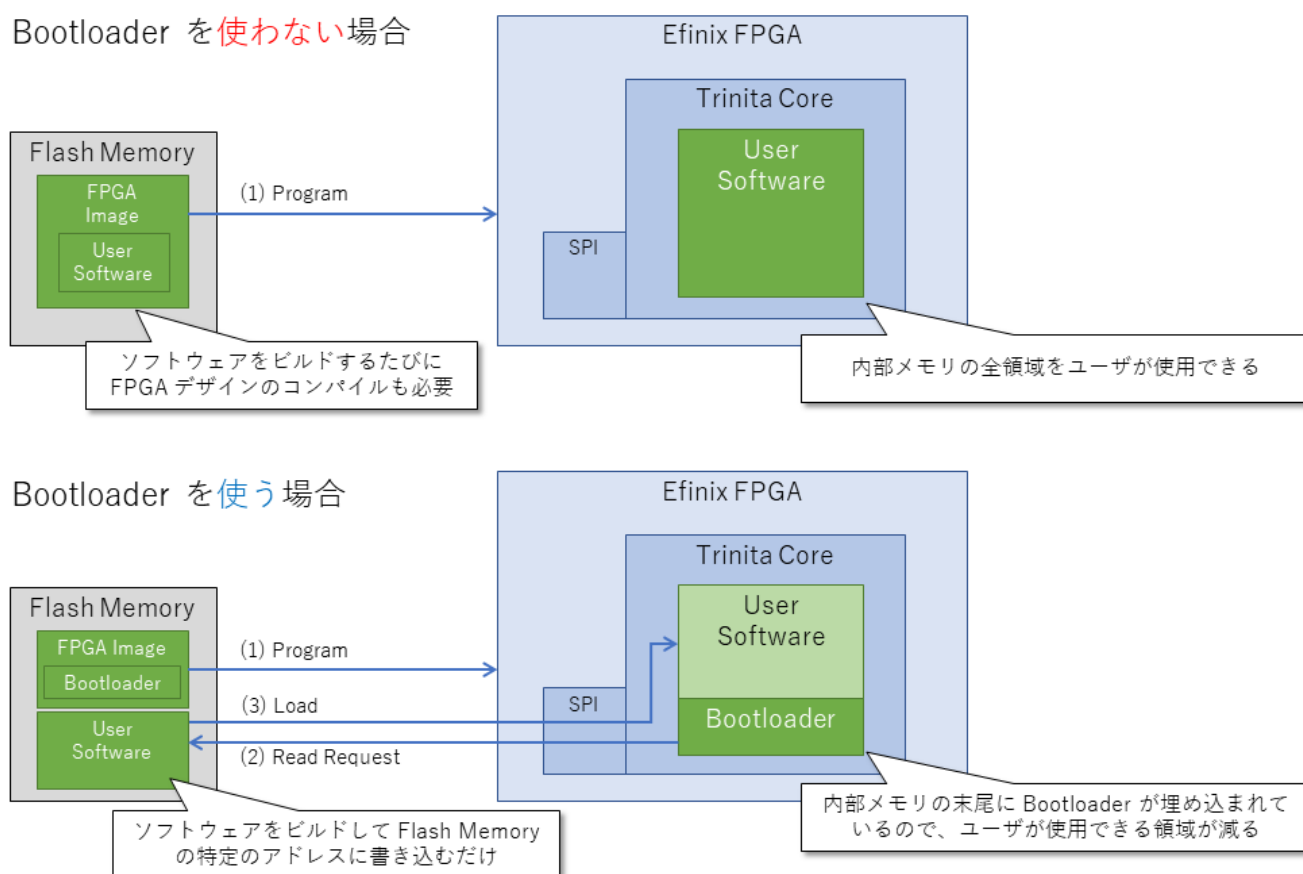 Bootloader を使わない場合
Efinix FPGA
Trinita Core
User
Software
SPI
Flash Memory
FPGA
Image
User
Software
(1) Program
ソフトウェアをビルドするたびに
FPGA デザインのコンパイルも必要
内部メモリの全領域をユーザが使用できる
Bootloader を使う場合
Efinix FPGA
Trinita Core
User
Software
Bootloader
SPI
Flash Memory
FPGA Image
Bootloader
User
Software
(1) Program
(3) Load
(2) Read Request
ソフトウェアをビルドして Flash Memory
の特定のアドレスに書き込むだけ
内部メモリの末尾に Bootloader が埋め込まれて
いるので、ユーザが使用できる領域が減る